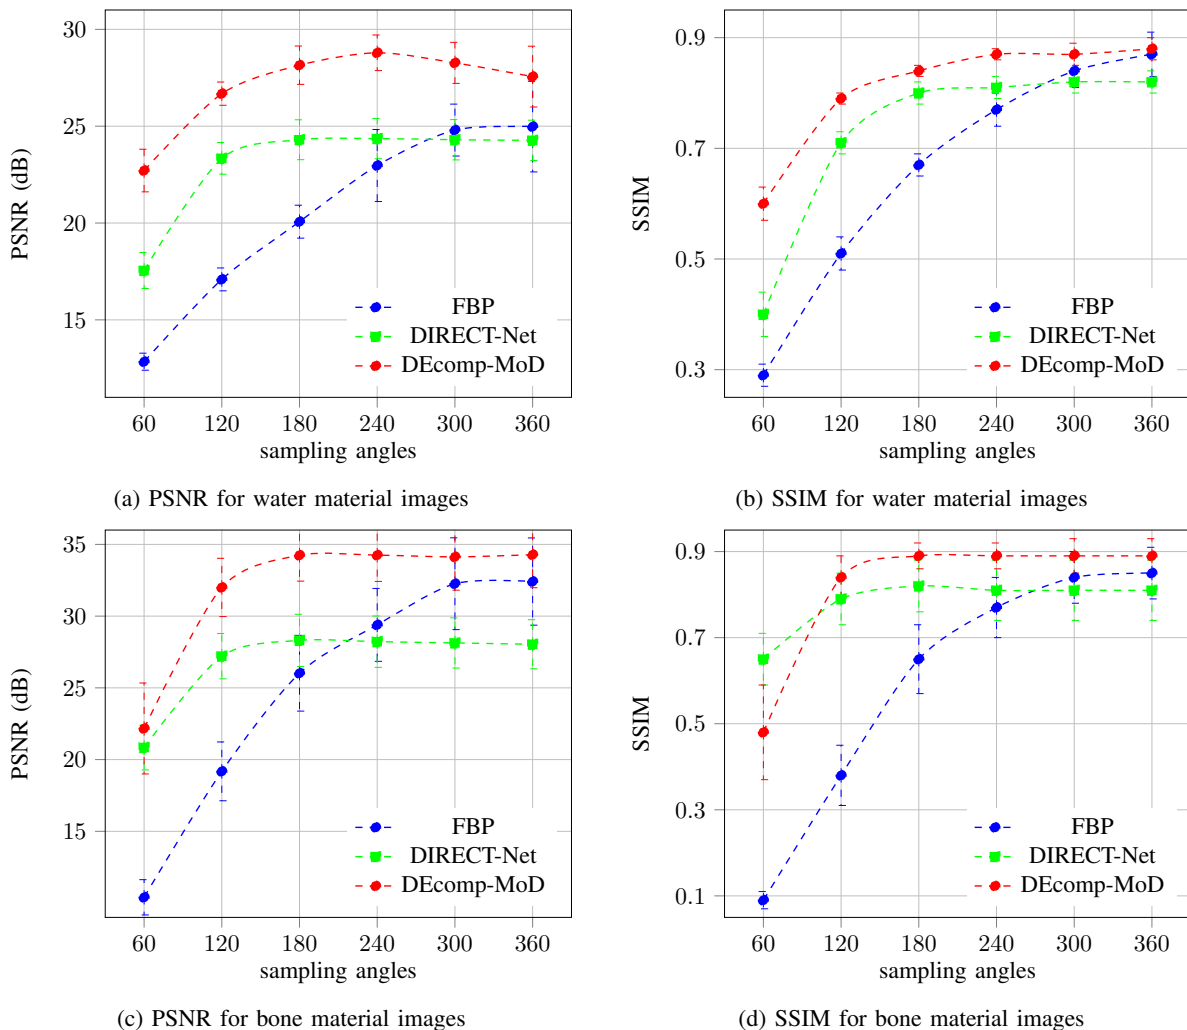 30
25
20
15
PSNR (dB)
FBP
DIRECT-Net
DEcomp-MoD
60 120 180 240 300 360
sampling angles
(a) PSNR for water material images
0.9
0.7
0.5
0.3
SSIM
FBP
DIRECT-Net
DEcomp-MoD
60 120 180 240 300 360
sampling angles
(b) SSIM for water material images
35
30
25
20
15
PSNR (dB)
FBP
DIRECT-Net
DEcomp-MoD
60 120 180 240 300 360
sampling angles
(c) PSNR for bone material images
0.9
0.7
0.5
0.3
0.1
SSIM
FBP
DIRECT-Net
DEcomp-MoD
60 120 180 240 300 360
sampling angles
(d) SSIM for bone material images